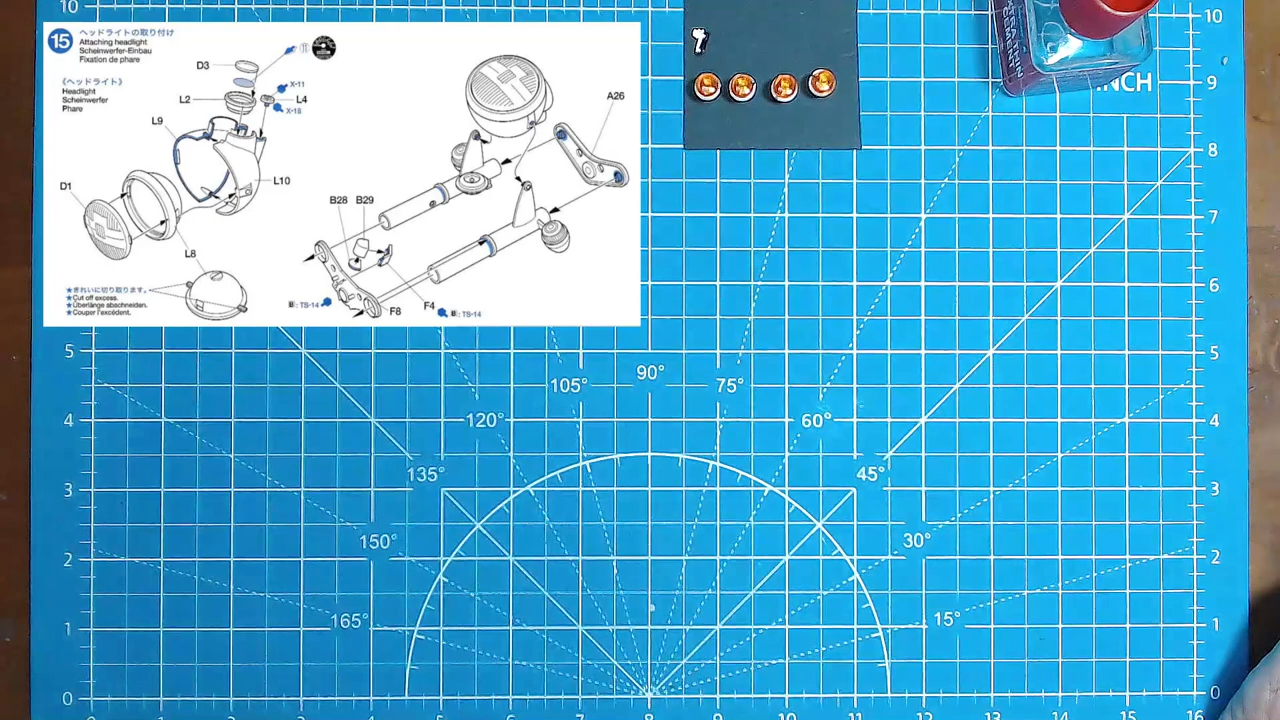 15
ヘッドライトの取り付け
Attaching headlight
Scheinwerfer-Einbau
Fixation de phare
《ヘッドライト》
Headlight
Scheinwerfer
Phare
D3
X-11
L2
L4
X-18
L9
L10
D1
L8
A26
B28
B29
F4
F8
B: TS-14
B: TS-14
★きれいに切り取ります。
★Cut off excess.
★Überlänge abschneiden.
★Couper l'excédent.
10
10
9
INCH
8
7
6
5
5
4
4
3
3
2
2
1
1
0
0
90°
105°
75°
120°
60°
135°
45°
150°
30°
165°
15°
0 1 2 3 4 5 6 7 8 9 10 11 12 13 14 15 16